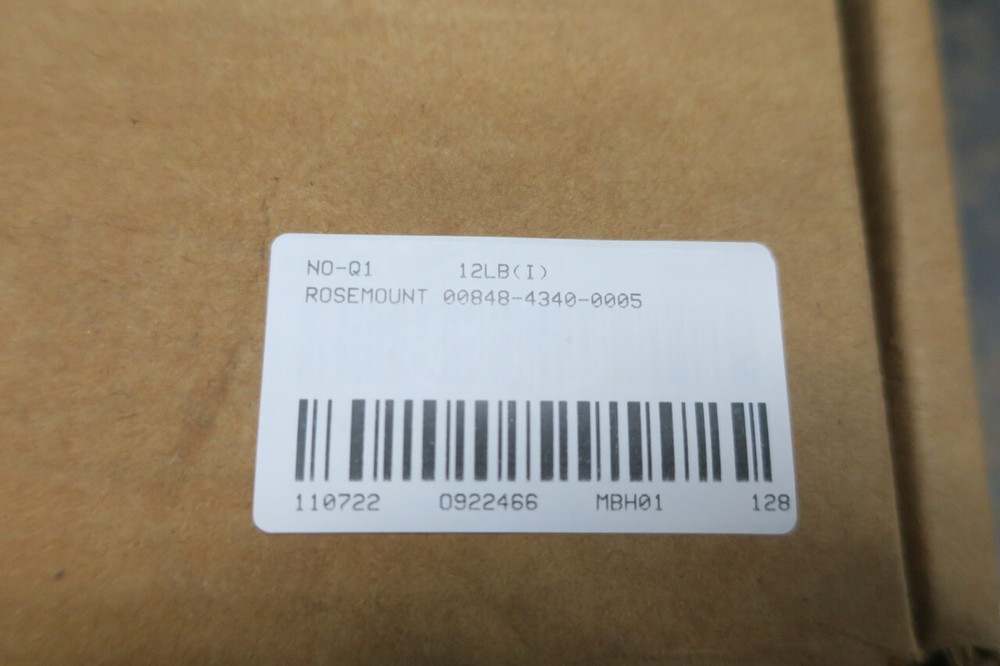 NO-Q1 12LB(I)
ROSEMOUNT 00848-4340-0005
110722 0922466 MBH01 128